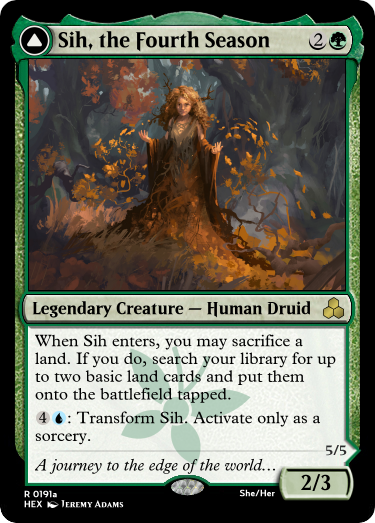 Sih, the Fourth Season 2
Legendary Creature — Human Druid
When Sih enters, you may sacrifice a
land. If you do, search your library for up
to two basic land cards and put them
onto the battlefield tapped.
4: Transform Sih. Activate only as a
sorcery.
5/5
A journey to the edge of the world…
2/3
R 0191a
HEX Jeremy Adams
She/Her